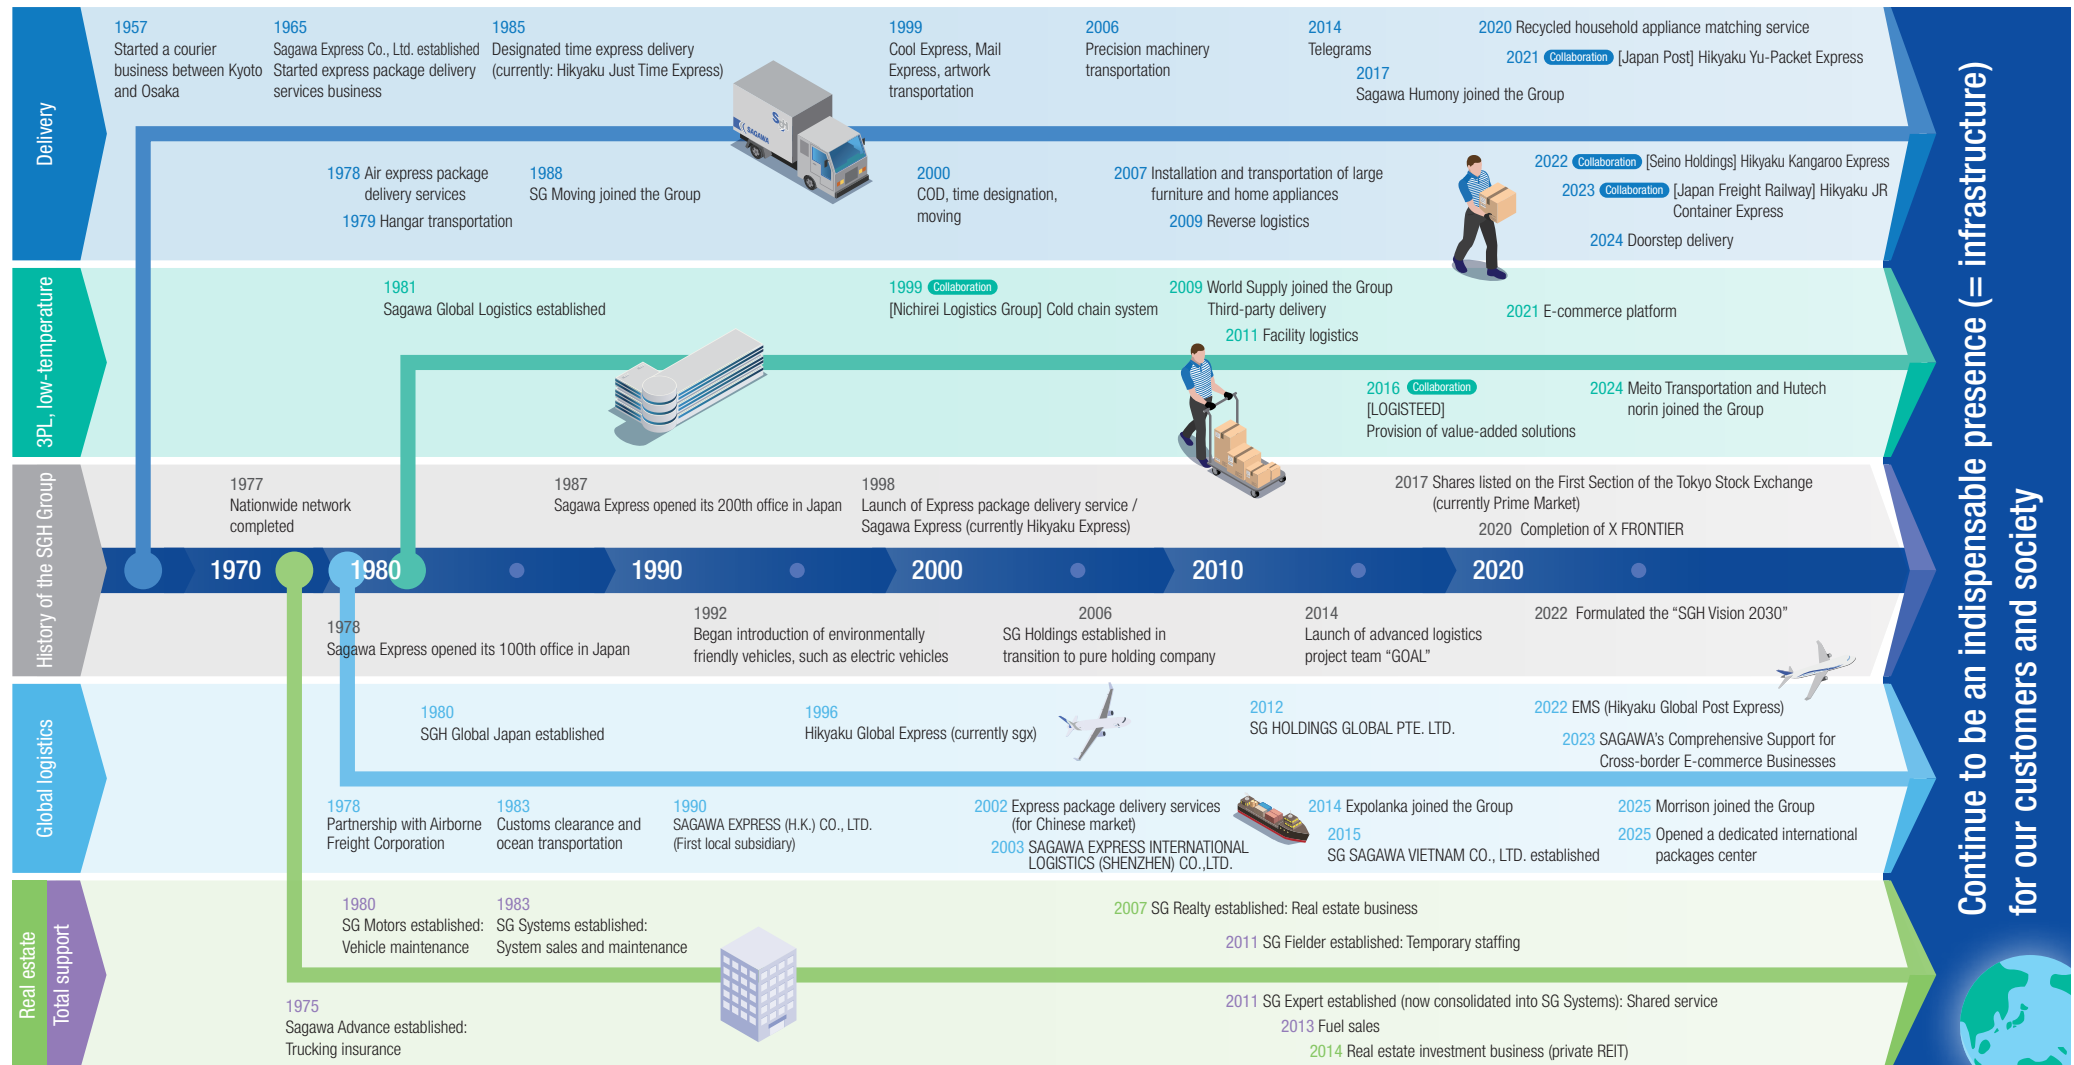 Delivery
1957
Started a courier
business between Kyoto
and Osaka
1965
Sagawa Express Co., Ltd. established
Started express package delivery
services business
1985
Designated time express delivery
(currently: Hikyaku Just Time Express)
1999
Cool Express, Mail
Express, artwork
transportation
2006
Precision machinery
transportation
2014
Telegrams
2017
Sagawa Humony joined the Group
2020 Recycled household appliance matching service
2021 Collaboration [Japan Post] Hikyaku Yu-Packet Express
SAGAWA
1978 Air express package
delivery services
1979 Hangar transportation
1988
SG Moving joined the Group
2000
COD, time designation,
moving
2007 Installation and transportation of large
furniture and home appliances
2009 Reverse logistics
2022 Collaboration [Seino Holdings] Hikyaku Kangaroo Express
2023 Collaboration [Japan Freight Railway] Hikyaku JR
Container Express
2024 Doorstep delivery
3PL, low-temperature
1981
Sagawa Global Logistics established
1999 Collaboration
[Nichirei Logistics Group] Cold chain system
2009 World Supply joined the Group
Third-party delivery
2011 Facility logistics
2021 E-commerce platform
2016 Collaboration
[LOGISTEED]
Provision of value-added solutions
2024 Meito Transportation and Hutech
norin joined the Group
History of the SGH Group
1977
Nationwide network
completed
1987
Sagawa Express opened its 200th office in Japan
1998
Launch of Express package delivery service /
Sagawa Express (currently Hikyaku Express)
2017 Shares listed on the First Section of the Tokyo Stock Exchange
(currently Prime Market)
2020 Completion of X FRONTIER
1970
1980
1990
2000
2010
2020
1978
Sagawa Express opened its 100th office in Japan
1992
Began introduction of environmentally
friendly vehicles, such as electric vehicles
2006
SG Holdings established in
transition to pure holding company
2014
Launch of advanced logistics
project team “GOAL”
2022 Formulated the “SGH Vision 2030”
Global logistics
1980
SGH Global Japan established
1996
Hikyaku Global Express (currently sgx)
2012
SG HOLDINGS GLOBAL PTE. LTD.
2022 EMS (Hikyaku Global Post Express)
2023 SAGAWA’s Comprehensive Support for
Cross-border E-commerce Businesses
1978
Partnership with Airborne
Freight Corporation
1983
Customs clearance and
ocean transportation
1990
SAGAWA EXPRESS (H.K.) CO., LTD.
(First local subsidiary)
2002 Express package delivery services
(for Chinese market)
2003 SAGAWA EXPRESS INTERNATIONAL
LOGISTICS (SHENZHEN) CO.,LTD.
2014 Expolanka joined the Group
2015
SG SAGAWA VIETNAM CO., LTD. established
2025 Morrison joined the Group
2025 Opened a dedicated international
packages center
Real estate
Total support
1980
SG Motors established:
Vehicle maintenance
1983
SG Systems established:
System sales and maintenance
2007 SG Realty established: Real estate business
2011 SG Fielder established: Temporary staffing
1975
Sagawa Advance established:
Trucking insurance
2011 SG Expert established (now consolidated into SG Systems): Shared service
2013 Fuel sales
2014 Real estate investment business (private REIT)
Continue to be an indispensable presence (= infrastructure)
for our customers and society